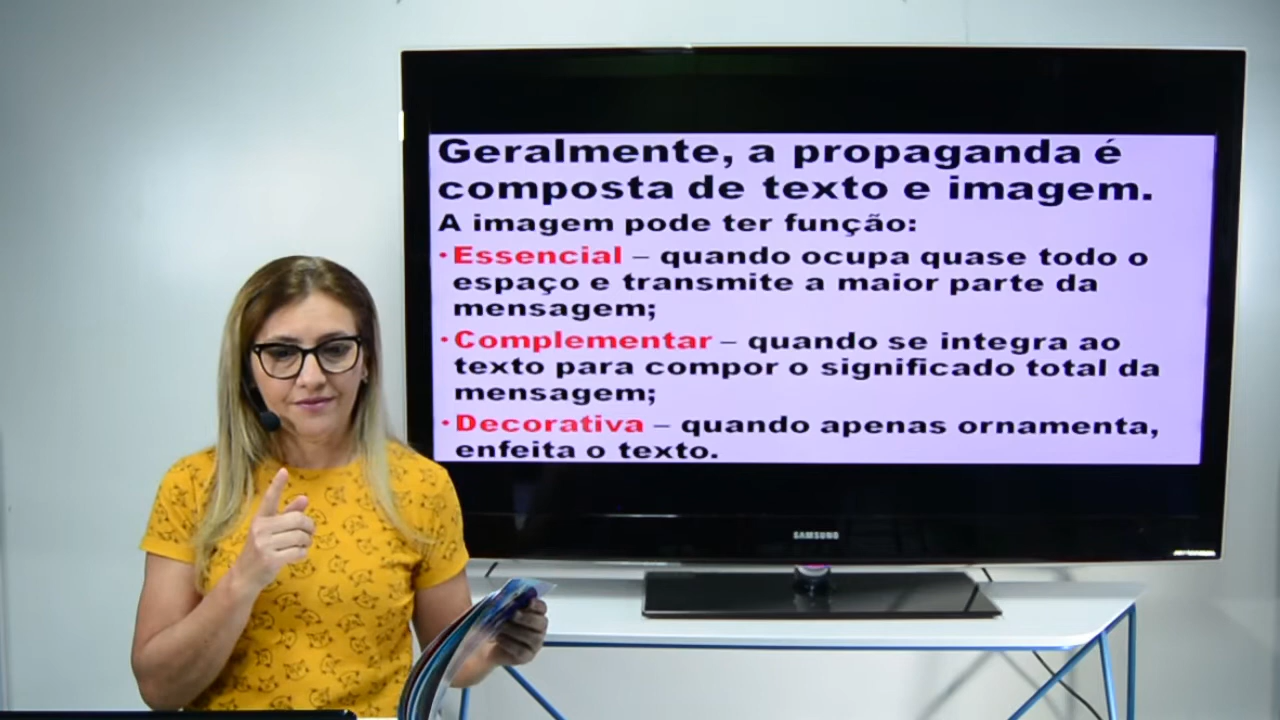 Geralmente, a propaganda é
composta de texto e imagem.
A imagem pode ter função:
•Essencial – quando ocupa quase todo o
espaço e transmite a maior parte da
mensagem;
•Complementar – quando se integra ao
texto para compor o significado total da
mensagem;
•Decorativa – quando apenas ornamenta,
enfeita o texto.
SAMSUNG